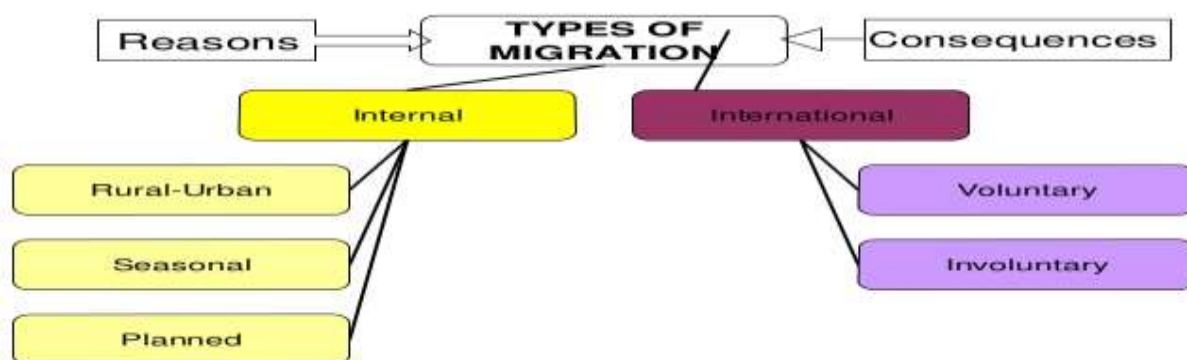 Reasons
TYPES OF
MIGRATION
Consequences
Internal
International
Rural-Urban
Voluntary
Seasonal
Involuntary
Planned